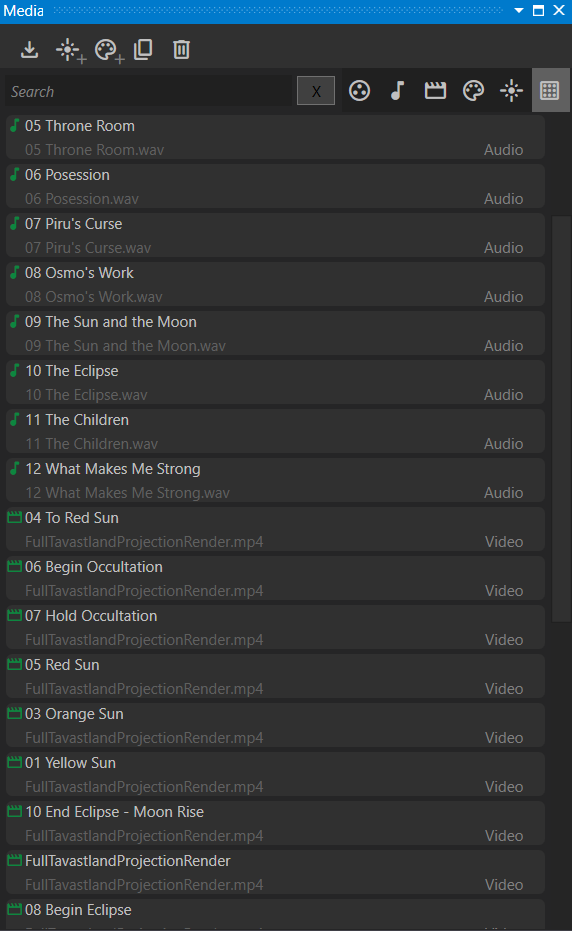 Media
Search
X
05 Throne Room
05 Throne Room.wav Audio
06 Posession
06 Posession.wav Audio
07 Piru's Curse
07 Piru's Curse.wav Audio
08 Osmo's Work
08 Osmo's Work.wav Audio
09 The Sun and the Moon
09 The Sun and the Moon.wav Audio
10 The Eclipse
10 The Eclipse.wav Audio
11 The Children
11 The Children.wav Audio
12 What Makes Me Strong
12 What Makes Me Strong.wav Audio
04 To Red Sun
FullTavastlandProjectionRender.mp4 Video
06 Begin Occultation
FullTavastlandProjectionRender.mp4 Video
07 Hold Occultation
FullTavastlandProjectionRender.mp4 Video
05 Red Sun
FullTavastlandProjectionRender.mp4 Video
03 Orange Sun
FullTavastlandProjectionRender.mp4 Video
01 Yellow Sun
FullTavastlandProjectionRender.mp4 Video
10 End Eclipse - Moon Rise
FullTavastlandProjectionRender.mp4 Video
FullTavastlandProjectionRender
FullTavastlandProjectionRender.mp4 Video
08 Begin Eclipse